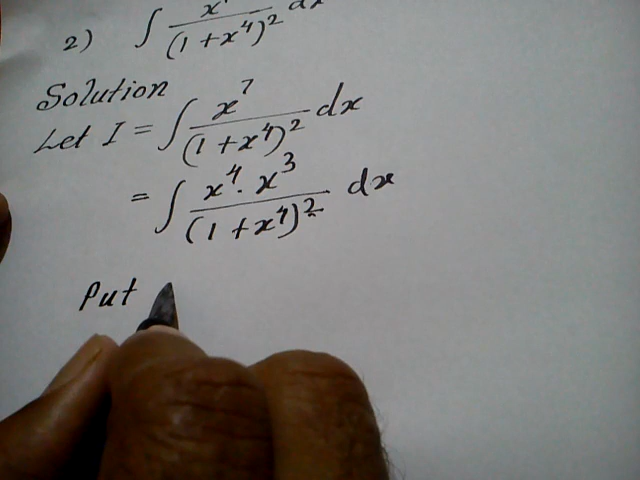 2) ∫ x / (1 + x⁴)² dx
Solution
Let I = ∫ x⁷ / (1 + x⁴)² dx
= ∫ x⁴ · x³ / (1 + x⁴)² dx
Put